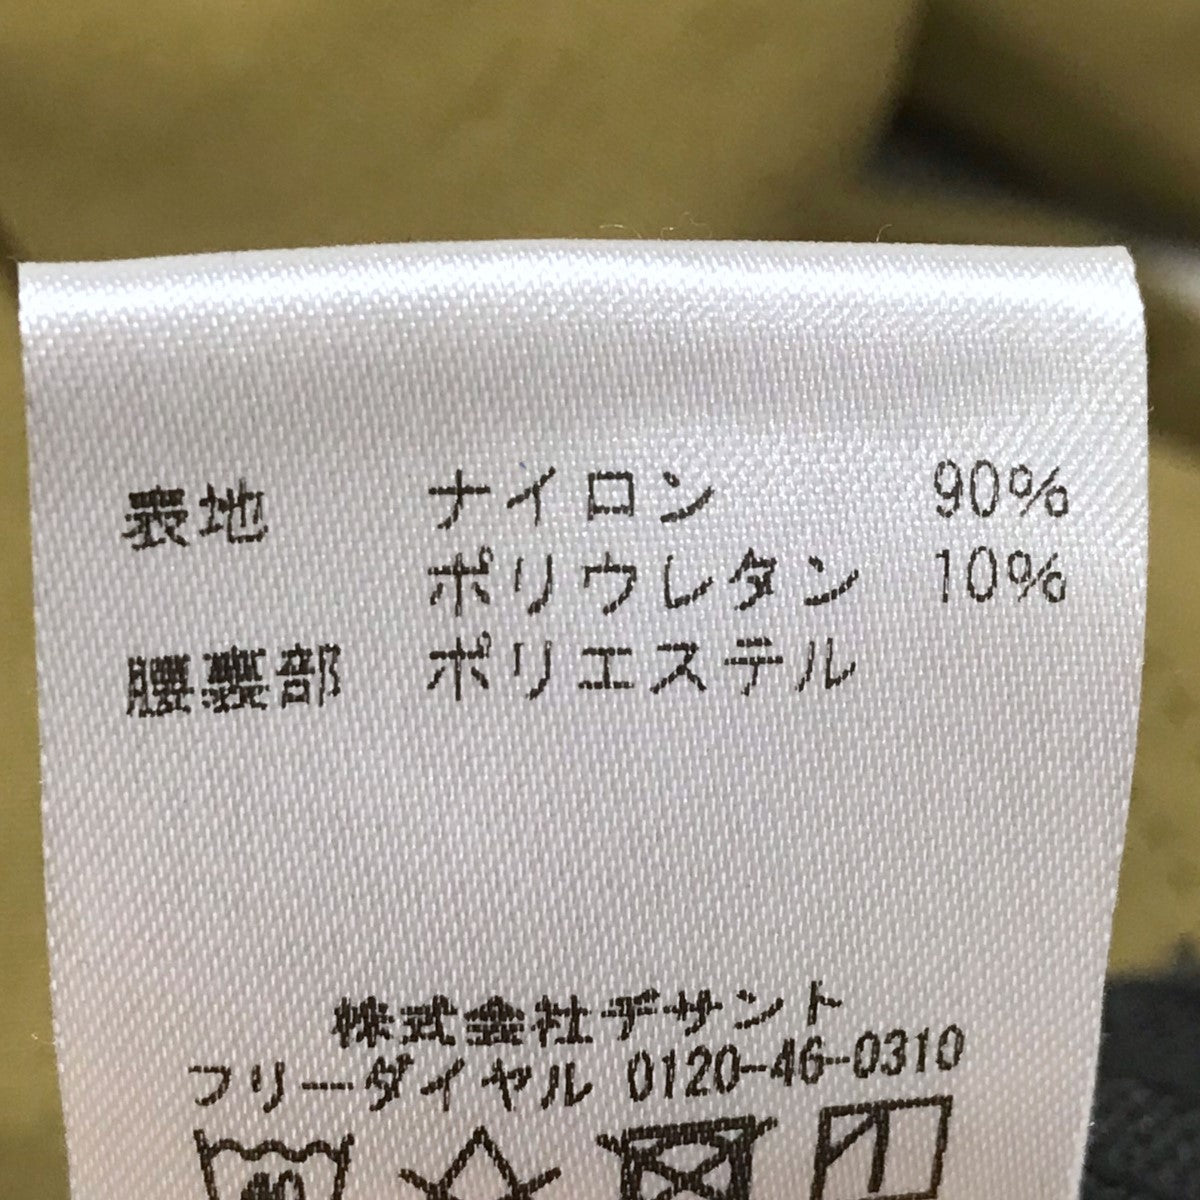 表地 ナイロン 90%
ポリウレタン 10%
腰裏部 ポリエステル
株式会社デサント
フリーダイヤル 0120-46-0310
40